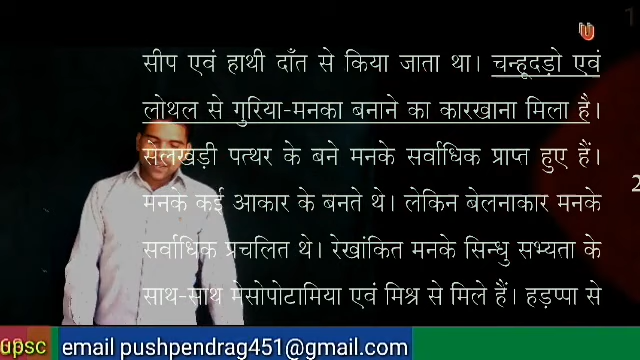 सीप एवं हाथी दाँत से किया जाता था। चन्हूदड़ो एवं
लोथल से गुरिया-मनका बनाने का कारखाना मिला है।
सेलखड़ी पत्थर के बने मनके सर्वाधिक प्राप्त हुए हैं।
मनके कई आकार के बनते थे। लेकिन बेलनाकार मनके
सर्वाधिक प्रचलित थे। रेखांकित मनके सिन्धु सभ्यता के
साथ-साथ मेसोपोटामिया एवं मिश्र से मिले हैं। हड़प्पा से
upsc email pushpendrag451@gmail.com